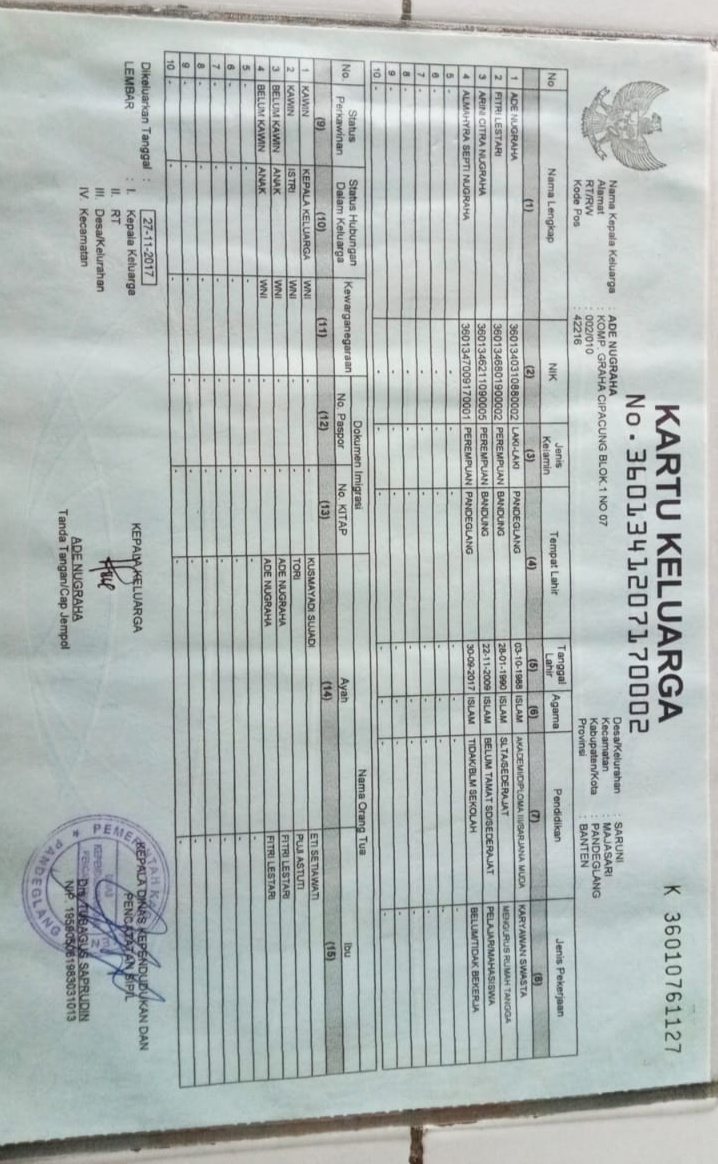 KARTU KELUARGA
No. 3601341207170002
K 36010761127
Nama Kepala Keluarga : ADE NUGRAHA
Alamat : KOMP. GRAHA CIPACUNG BLOK.1 NO 07
RT/RW : 002/010
Kode Pos : 42216
Desa/Kelurahan : SARUNI
Kecamatan : MAJASARI
Kabupaten/Kota : PANDEGLANG
Provinsi : BANTEN
No Nama Lengkap NIK Jenis Kelamin Tempat Lahir Tanggal Lahir Agama Pendidikan Jenis Pekerjaan
(1) (2) (3) (4) (5) (6) (7) (8)
1 ADE NUGRAHA 3601340310880002 LAKI-LAKI PANDEGLANG 03-10-1988 ISLAM AKADEMI/DIPLOMA III/SARJANA MUDA KARYAWAN SWASTA
2 FITRI LESTARI 3601346801900002 PEREMPUAN BANDUNG 28-01-1990 ISLAM SLTA/SEDERAJAT MENGURUS RUMAH TANGGA
3 ARINI CITRA NUGRAHA 3601346211090005 PEREMPUAN BANDUNG 22-11-2009 ISLAM BELUM TAMAT SD/SEDERAJAT PELAJAR/MAHASISWA
4 ALMAHYRA SEPTI NUGRAHA 3601347009170001 PEREMPUAN PANDEGLANG 30-09-2017 ISLAM TIDAK/BLM SEKOLAH BELUM/TIDAK BEKERJA
5 - - - - - - - -
6 - - - - - - - -
7 - - - - - - - -
8 - - - - - - - -
9 - - - - - - - -
10 - - - - - - - -
No. Status Perkawinan Status Hubungan Dalam Keluarga Kewarganegaraan Dokumen Imigrasi Nama Orang Tua
No. Paspor No. KITAP Ayah Ibu
(9) (10) (11) (12) (13) (14) (15)
1 KAWIN KEPALA KELUARGA WNI - - KUSMAYADI SUJADI ETI SETIAWATI
2 KAWIN ISTRI WNI - - TORI PUJI ASTUTI
3 BELUM KAWIN ANAK WNI - - ADE NUGRAHA FITRI LESTARI
4 BELUM KAWIN ANAK WNI - - ADE NUGRAHA FITRI LESTARI
5 - - - - - - -
6 - - - - - - -
7 - - - - - - -
8 - - - - - - -
9 - - - - - - -
10 - - - - - - -
Dikeluarkan Tanggal : 27-11-2017
LEMBAR : I. Kepala Keluarga
II. RT
III. Desa/Kelurahan
IV. Kecamatan
KEPALA KELUARGA
ADE NUGRAHA
Tanda Tangan/Cap Jempol
KEPALA DINAS KEPENDUDUKAN DAN
PENCATATAN SIPIL
TUBAGUS SAPRUDIN
PANDEGLANG